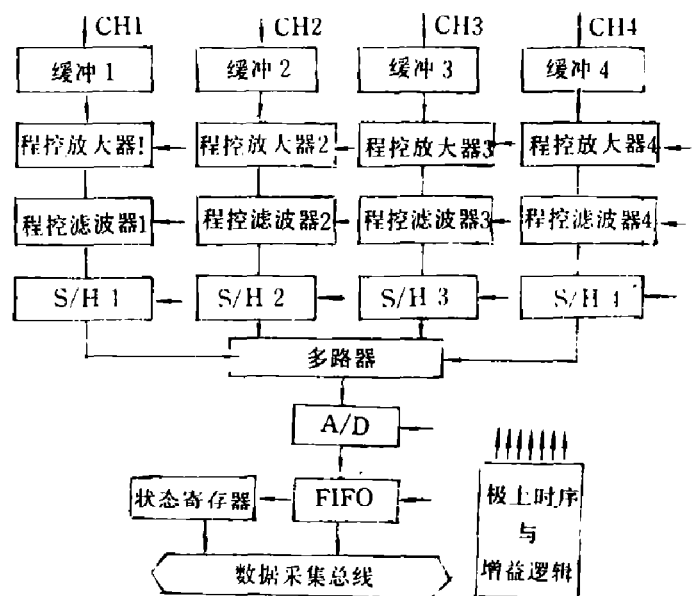 CH1 CH2 CH3 CH4
缓冲1 缓冲2 缓冲3 缓冲4
程控放大器1 程控放大器2 程控放大器3 程控放大器4
程控滤波器1 程控滤波器2 程控滤波器3 程控滤波器4
S/H 1 S/H 2 S/H 3 S/H 4
多路器
A/D
状态寄存器 FIFO
极上时序
与
增益逻辑
数据采集总线